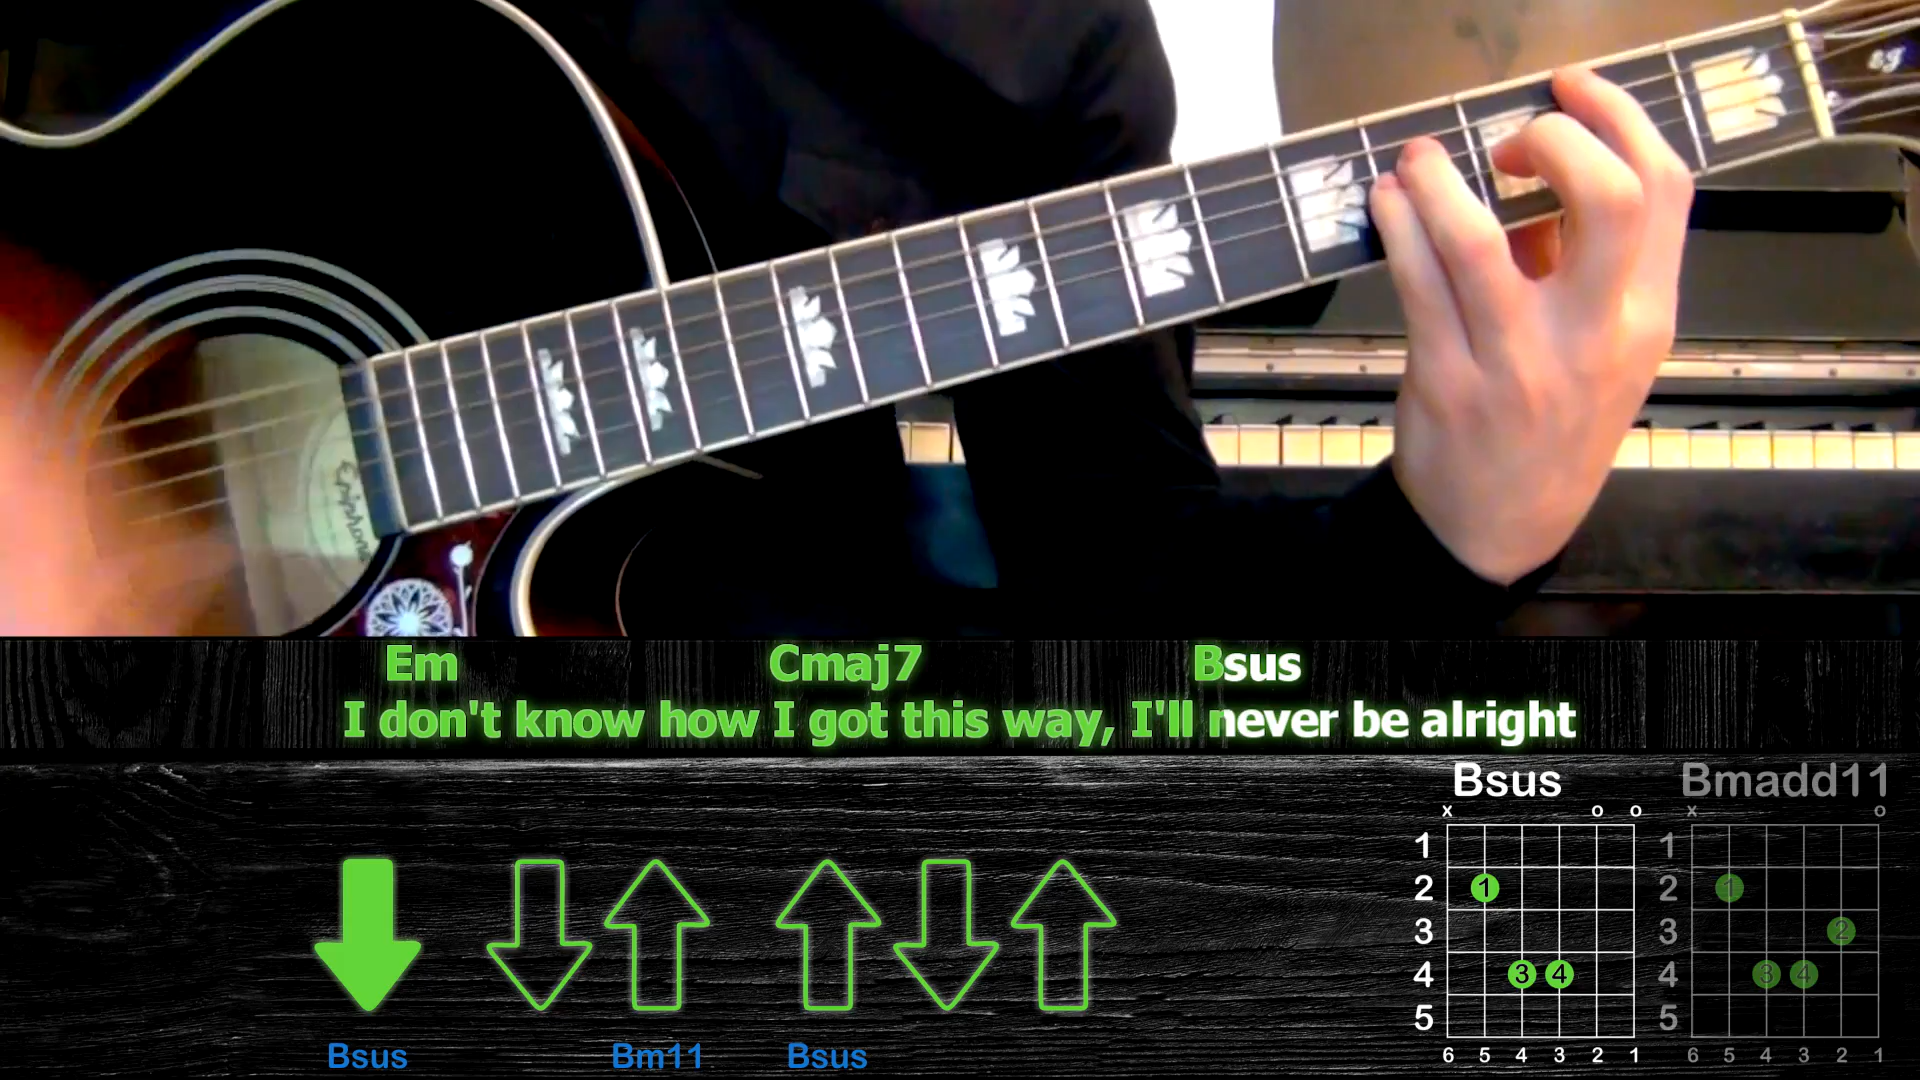 Epiphone
Em Cmaj7 Bsus
I don't know how I got this way, I'll never be alright
Bsus Bmadd11
x o o x o
1 1
2 1 2 1
3 3 2
4 3 4 4 3 4
5 5
6 5 4 3 2 1 6 5 4 3 2 1
Bsus Bm11 Bsus